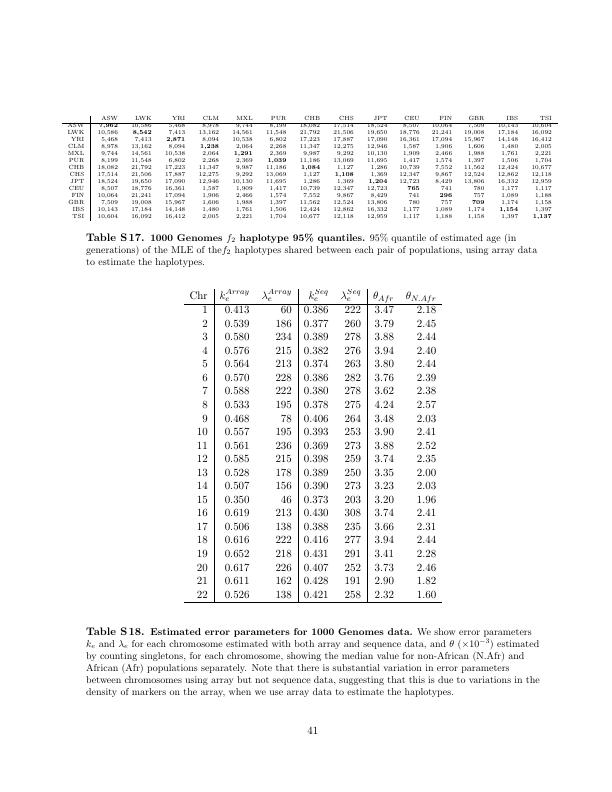 ASW LWK YRI CLM MXL PUR CHB CHS JPT CEU FIN GBR IBS TSI
ASW 7,962 10,586 5,468 8,978 9,744 8,199 18,082 17,514 18,524 8,507 10,064 7,509 10,143 10,604
LWK 10,586 8,542 7,413 13,162 14,561 11,548 21,792 21,506 19,650 18,776 21,241 19,008 17,184 16,092
YRI 5,468 7,413 2,871 8,094 10,538 6,802 17,223 17,887 17,090 16,361 17,094 15,967 14,148 16,412
CLM 8,978 13,162 8,094 1,238 2,064 2,268 11,347 12,275 12,946 1,587 1,906 1,606 1,480 2,005
MXL 9,744 14,561 10,538 2,064 1,291 2,369 9,987 9,292 10,130 1,909 2,466 1,988 1,761 2,221
PUR 8,199 11,548 6,802 2,268 2,369 1,039 11,186 13,069 11,695 1,417 1,574 1,397 1,506 1,704
CHB 18,082 21,792 17,223 11,347 9,987 11,186 1,084 1,127 1,286 10,739 7,552 11,562 12,424 10,677
CHS 17,514 21,506 17,887 12,275 9,292 13,069 1,127 1,108 1,369 12,347 9,867 12,524 12,862 12,118
JPT 18,524 19,650 17,090 12,946 10,130 11,695 1,286 1,369 1,204 12,723 8,429 13,806 16,332 12,959
CEU 8,507 18,776 16,361 1,587 1,909 1,417 10,739 12,347 12,723 765 741 780 1,177 1,117
FIN 10,064 21,241 17,094 1,906 2,466 1,574 7,552 9,867 8,429 741 296 757 1,089 1,188
GBR 7,509 19,008 15,967 1,606 1,988 1,397 11,562 12,524 13,806 780 757 709 1,174 1,158
IBS 10,143 17,184 14,148 1,480 1,761 1,506 12,424 12,862 16,332 1,177 1,089 1,174 1,154 1,397
TSI 10,604 16,092 16,412 2,005 2,221 1,704 10,677 12,118 12,959 1,117 1,188 1,158 1,397 1,137
Table S17. 1000 Genomes f2 haplotype 95% quantiles. 95% quantile of estimated age (in
generations) of the MLE of thef2 haplotypes shared between each pair of populations, using array data
to estimate the haplotypes.
Chr k_e^Array λ_e^Array k_e^Seq λ_e^Seq θ_Afr θ_N.Afr
1 0.413 60 0.386 222 3.47 2.18
2 0.539 186 0.377 260 3.79 2.45
3 0.580 234 0.389 278 3.88 2.44
4 0.576 215 0.382 276 3.94 2.40
5 0.564 213 0.374 263 3.80 2.44
6 0.570 228 0.386 282 3.76 2.39
7 0.588 222 0.380 278 3.62 2.38
8 0.533 195 0.378 275 4.24 2.57
9 0.468 78 0.406 264 3.48 2.03
10 0.557 195 0.393 253 3.90 2.41
11 0.561 236 0.369 273 3.88 2.52
12 0.585 215 0.398 259 3.74 2.35
13 0.528 178 0.389 250 3.35 2.00
14 0.507 156 0.390 273 3.23 2.03
15 0.350 46 0.373 203 3.20 1.96
16 0.619 213 0.430 308 3.74 2.41
17 0.506 138 0.388 235 3.66 2.31
18 0.616 222 0.416 277 3.94 2.44
19 0.652 218 0.431 291 3.41 2.28
20 0.617 226 0.407 252 3.73 2.46
21 0.611 162 0.428 191 2.90 1.82
22 0.526 138 0.421 258 2.32 1.60
Table S18. Estimated error parameters for 1000 Genomes data. We show error parameters
k_e and λ_e for each chromosome estimated with both array and sequence data, and θ (×10^−3) estimated
by counting singletons, for each chromosome, showing the median value for non-African (N.Afr) and
African (Afr) populations separately. Note that there is substantial variation in error parameters
between chromosomes using array but not sequence data, suggesting that this is due to variations in the
density of markers on the array, when we use array data to estimate the haplotypes.
41